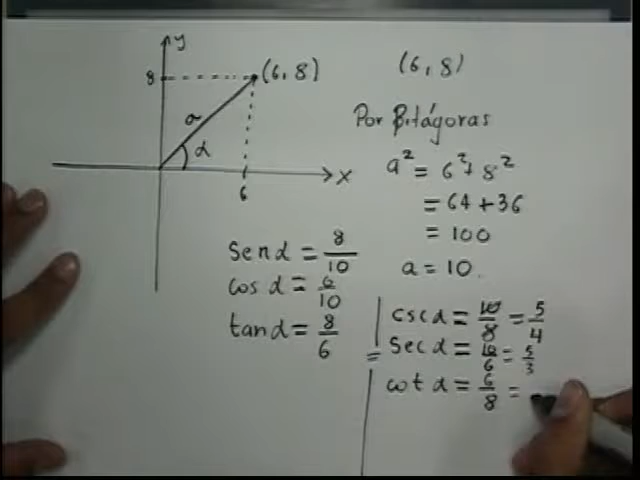 y
8
(6,8)
(6,8)
a
α
x
6
Por Bitágoras
a² = 6² + 8²
= 64 + 36
= 100
a = 10.
Sen α = 8/10
Cos α = 6/10
tan α = 8/6
csc α = 10/8 = 5/4
= Sec α = 10/6 = 5/3
cot α = 6/8 =